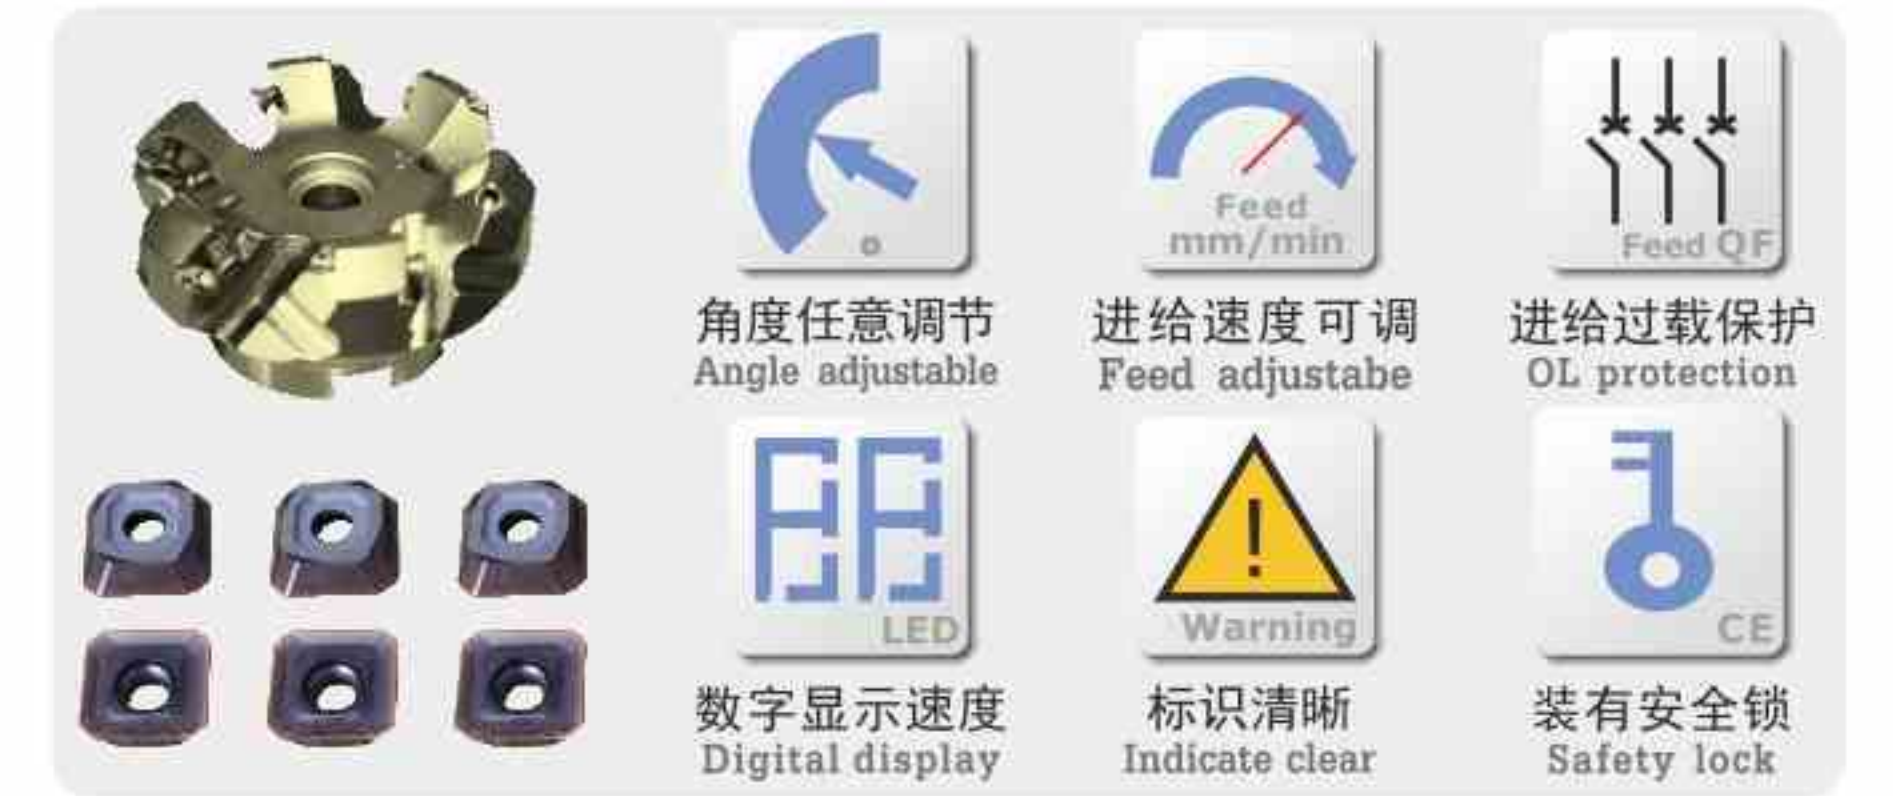 °
Feed
mm/min
Feed QF
角度任意调节
进给速度可调
进给过载保护
Angle adjustable
Feed adjustabe
OL protection
LED
Warning
CE
数字显示速度
标识清晰
装有安全锁
Digital display
Indicate clear
Safety lock